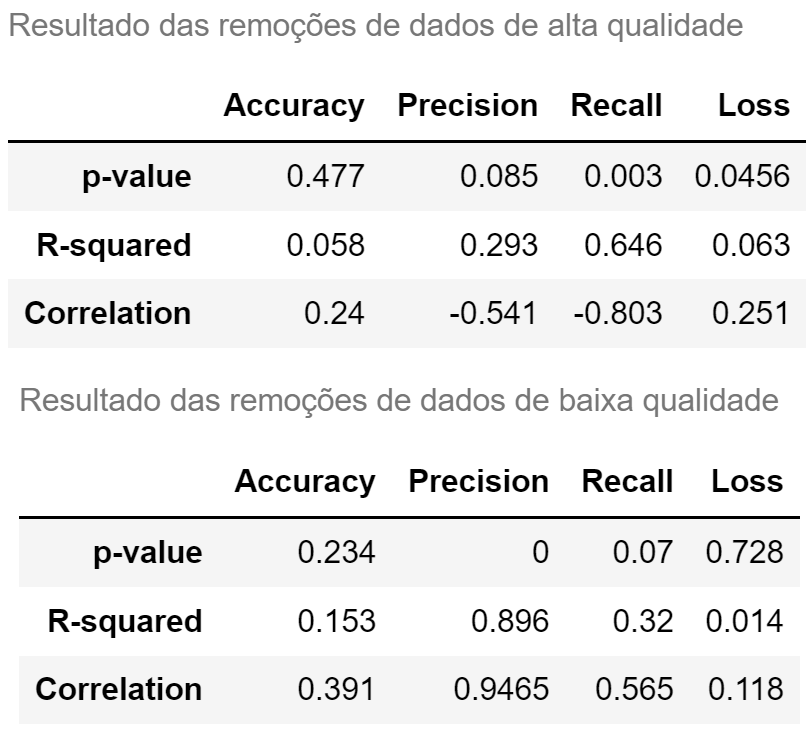 Resultado das remoções de dados de alta qualidade
Accuracy Precision Recall Loss
p-value 0.477 0.085 0.003 0.0456
R-squared 0.058 0.293 0.646 0.063
Correlation 0.24 -0.541 -0.803 0.251
Resultado das remoções de dados de baixa qualidade
Accuracy Precision Recall Loss
p-value 0.234 0 0.07 0.728
R-squared 0.153 0.896 0.32 0.014
Correlation 0.391 0.9465 0.565 0.118